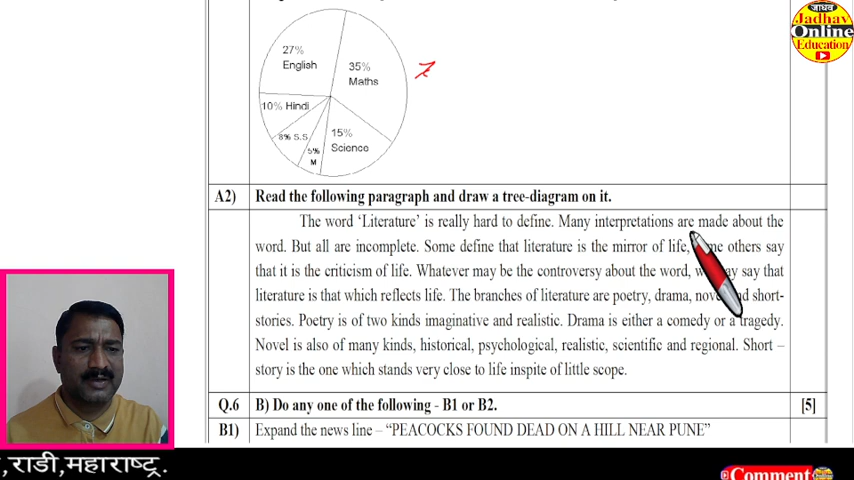 जाधव
Jadhav
Online
Education
27%
English
35%
Maths
10% Hindi
8% S.S
5%
M
15%
Science
7
A2) Read the following paragraph and draw a tree-diagram on it.
The word ‘Literature’ is really hard to define. Many interpretations are made about the
word. But all are incomplete. Some define that literature is the mirror of life, others say
that it is the criticism of life. Whatever may be the controversy about the word, say that
literature is that which reflects life. The branches of literature are poetry, drama, short-
stories. Poetry is of two kinds imaginative and realistic. Drama is either a comedy or a tragedy.
Novel is also of many kinds, historical, psychological, realistic, scientific and regional. Short –
story is the one which stands very close to life inspite of little scope.
Q.6 B) Do any one of the following - B1 or B2. [5]
B1) Expand the news line – “PEACOCKS FOUND DEAD ON A HILL NEAR PUNE”
,राडी,महाराष्ट्र.
Comment